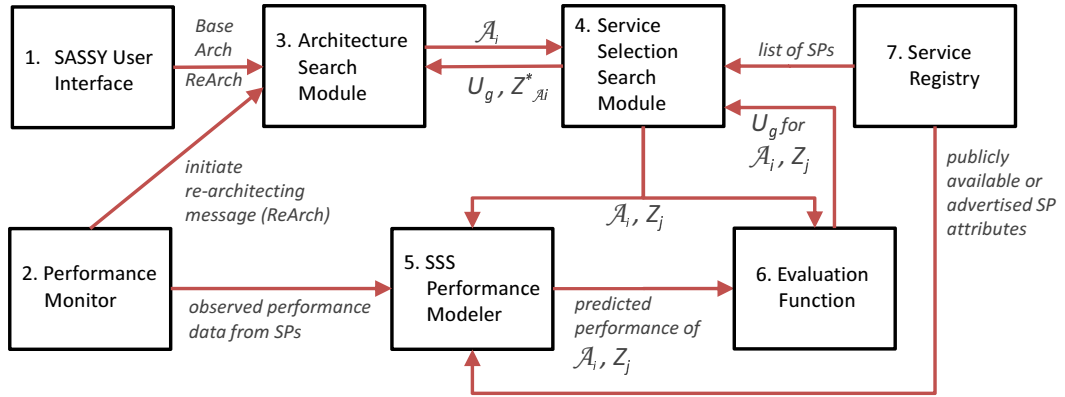 1. SASSY User
Interface
Base
Arch
ReArch
3. Architecture
Search
Module
𝒜i
Ug , Z*𝒜i
4. Service
Selection
Search
Module
list of SPs
7. Service
Registry
Ug for
𝒜i, Zj
initiate
re-architecting
message (ReArch)
publicly
available or
advertised SP
attributes
𝒜i, Zj
2. Performance
Monitor
observed performance
data from SPs
5. SSS
Performance
Modeler
predicted
performance of
𝒜i, Zj
6. Evaluation
Function